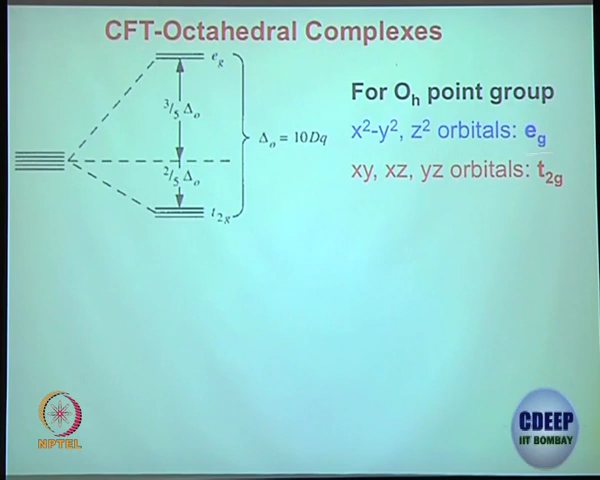 CFT-Octahedral Complexes
e_g
3/5 Δ_o
Δ_o = 10Dq
2/5 Δ_o
t_2g
For O_h point group
x²-y², z² orbitals: e_g
xy, xz, yz orbitals: t_2g
NPTEL
CDEEP
IIT BOMBAY